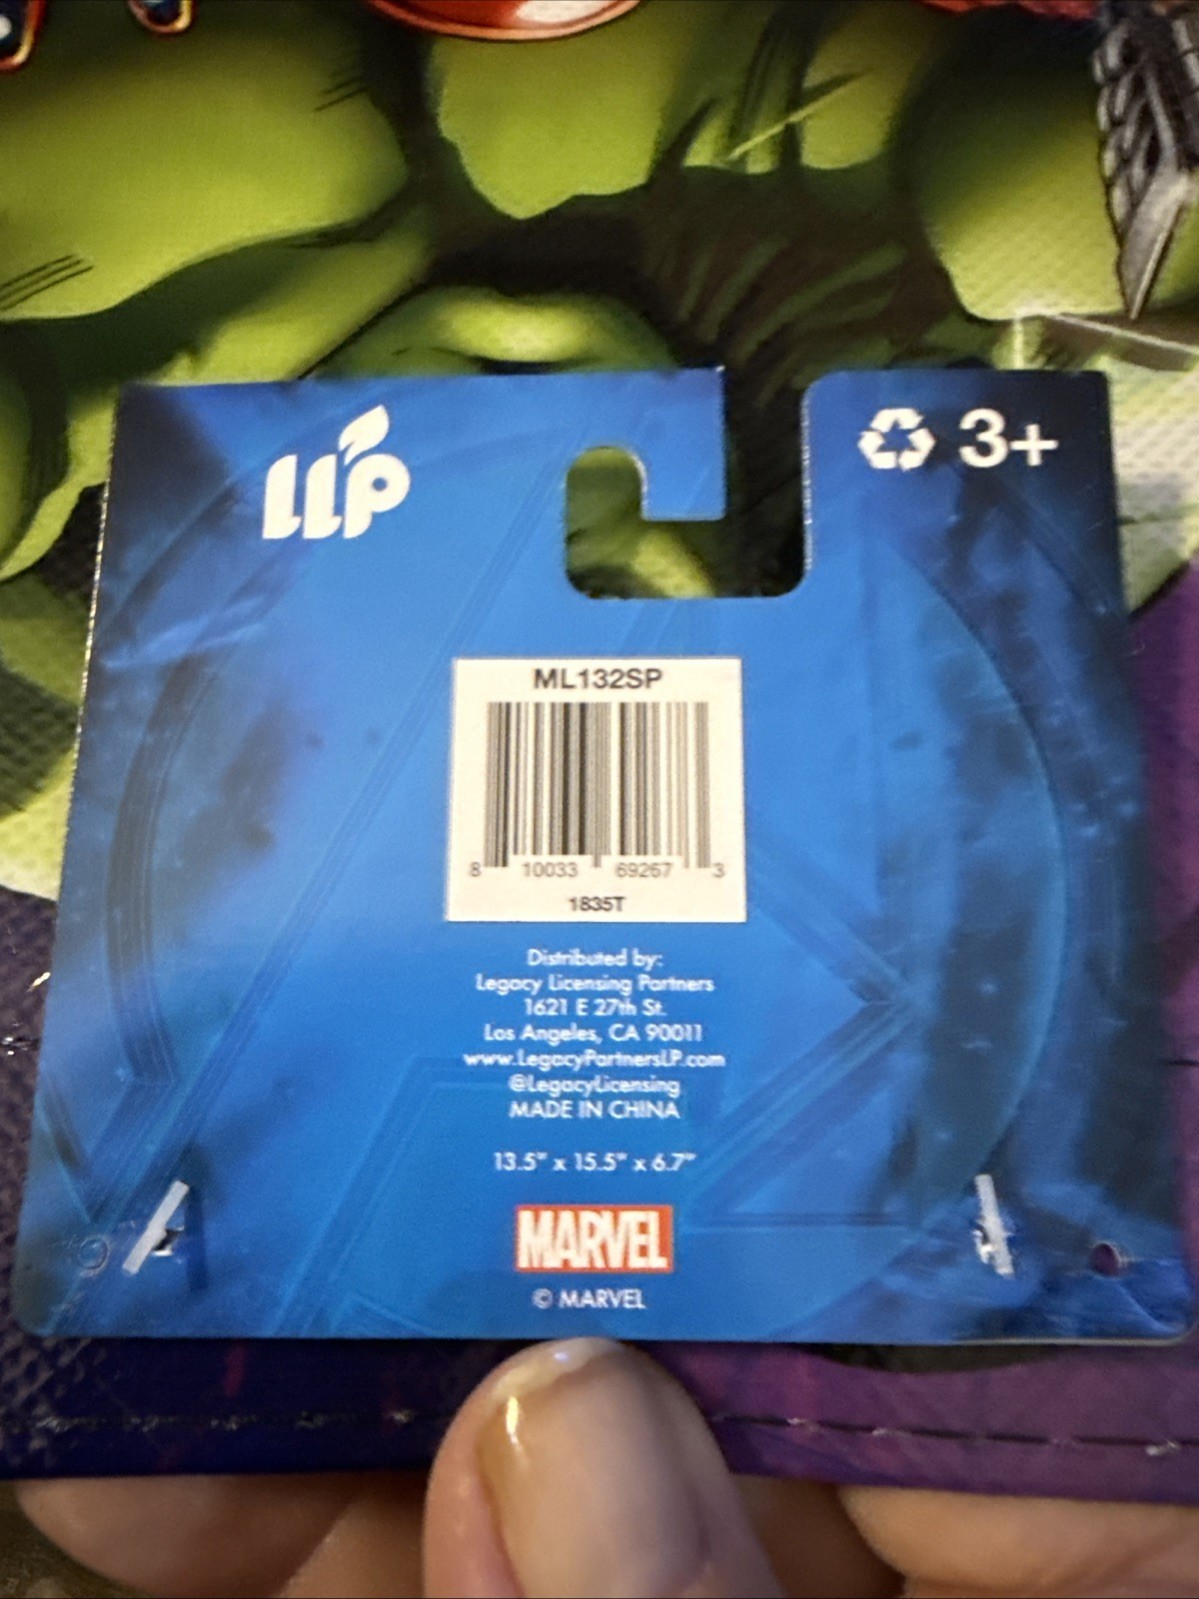 LLP
3+
ML132SP
8 10033 69267 3
1835T
Distributed by:
Legacy Licensing Partners
1621 E 27th St.
Los Angeles, CA 90011
www.LegacyPartnersLP.com
@LegacyLicensing
MADE IN CHINA
13.5" x 15.5" x 6.7"
MARVEL
© MARVEL